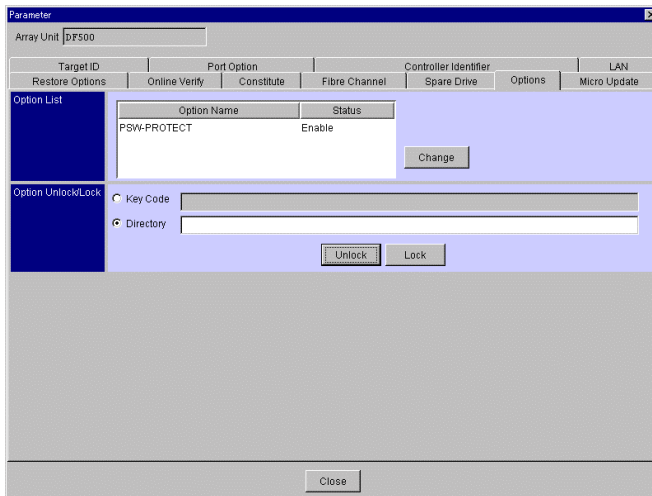 Parameter
Array Unit DF500
Target ID Port Option Controller Identifier LAN
Restore Options Online Verify Constitute Fibre Channel Spare Drive Options Micro Update
Option List
Option Name Status
PSW-PROTECT Enable
Change
Option Unlock/Lock
Key Code
Directory
Unlock Lock
Close